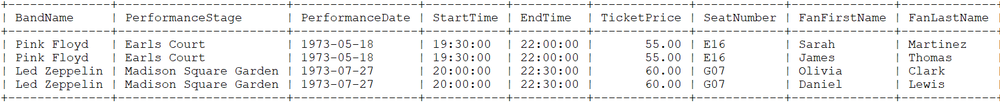 +--------------+-----------------------+-----------------+-----------+----------+-------------+------------+--------------+-------------+
| BandName     | PerformanceStage      | PerformanceDate | StartTime | EndTime  | TicketPrice | SeatNumber | FanFirstName | FanLastName |
+--------------+-----------------------+-----------------+-----------+----------+-------------+------------+--------------+-------------+
| Pink Floyd   | Earls Court           | 1973-05-18      | 19:30:00  | 22:00:00 |       55.00 | E16        | Sarah        | Martinez    |
| Pink Floyd   | Earls Court           | 1973-05-18      | 19:30:00  | 22:00:00 |       55.00 | E16        | James        | Thomas      |
| Led Zeppelin | Madison Square Garden | 1973-07-27      | 20:00:00  | 22:30:00 |       60.00 | G07        | Olivia       | Clark       |
| Led Zeppelin | Madison Square Garden | 1973-07-27      | 20:00:00  | 22:30:00 |       60.00 | G07        | Daniel       | Lewis       |
+--------------+-----------------------+-----------------+-----------+----------+-------------+------------+--------------+-------------+